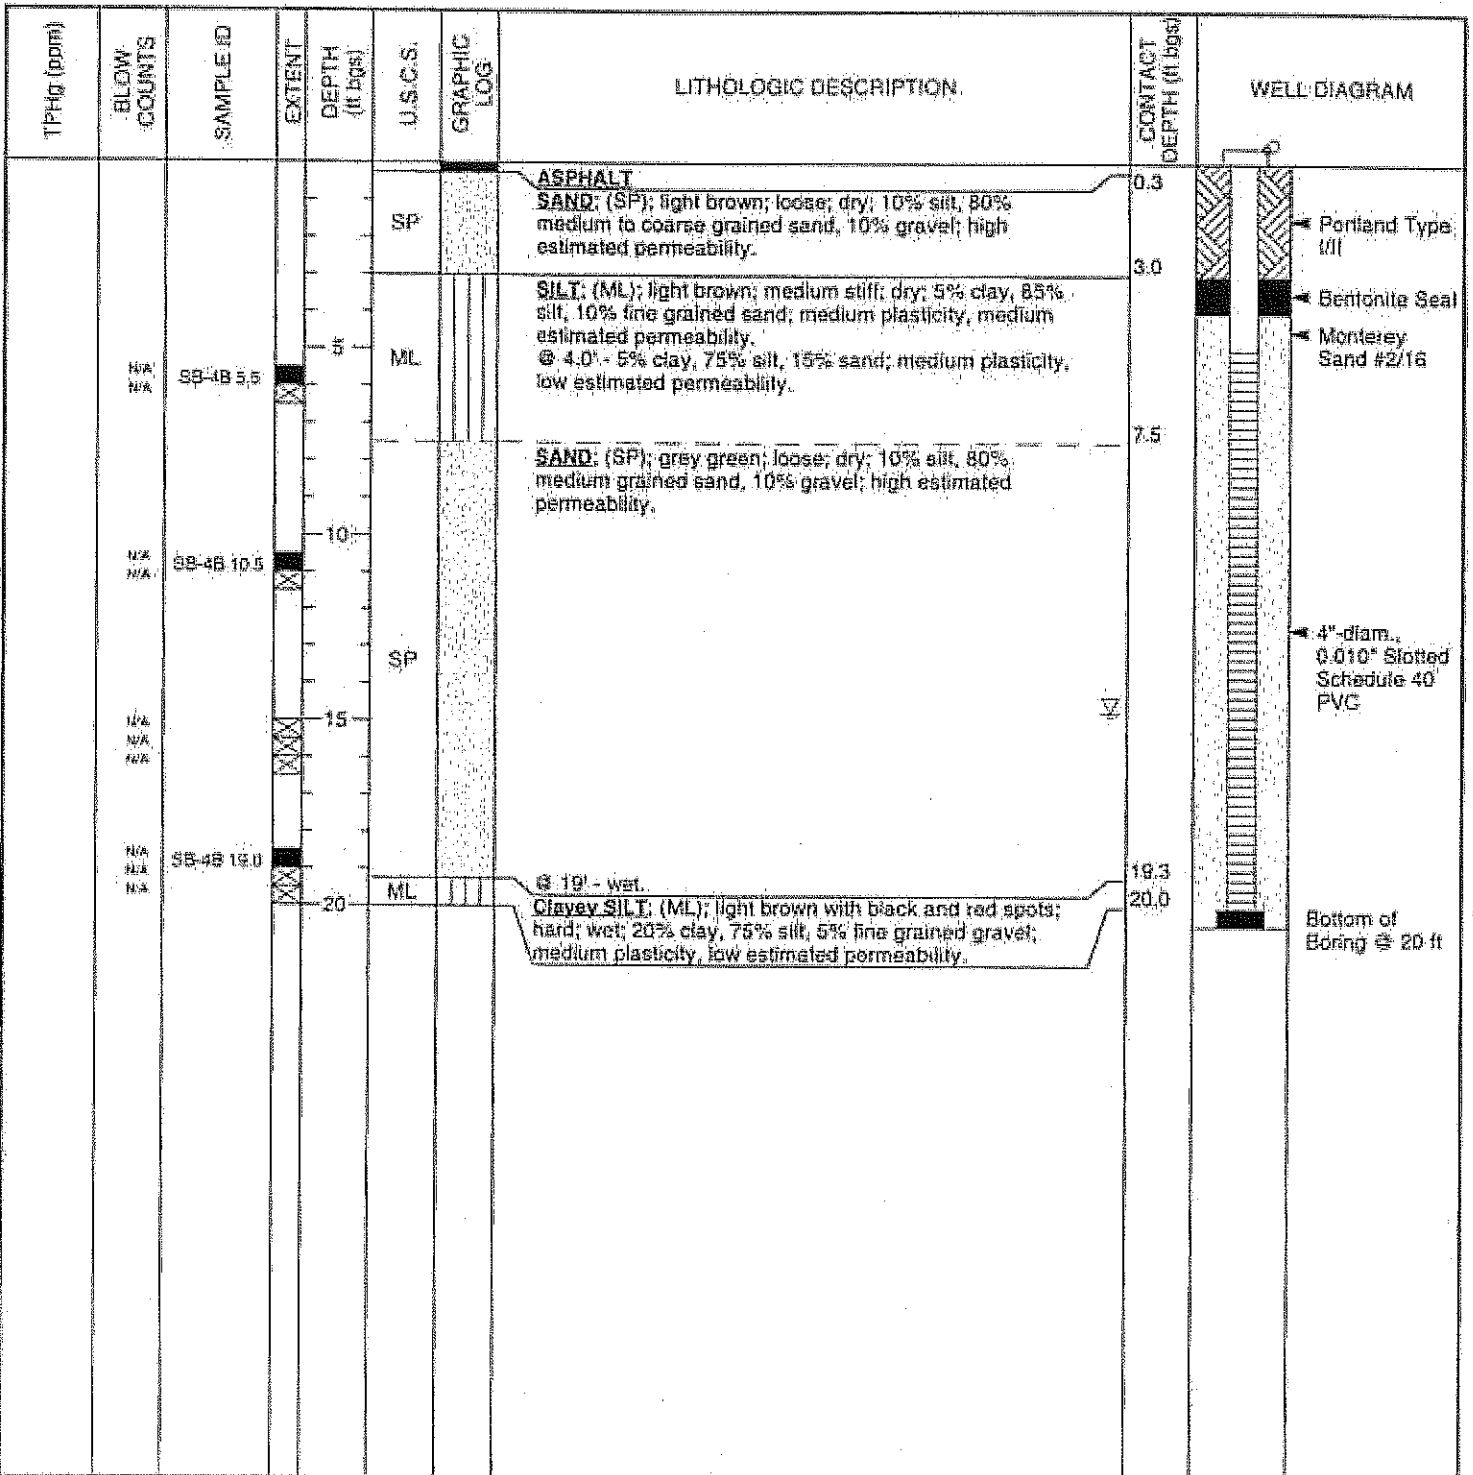 TPHg (ppm)
BLOW
COUNTS
SAMPLE ID
EXTENT
DEPTH
(ft bgs)
U.S.C.S.
GRAPHIC
LOG
LITHOLOGIC DESCRIPTION
CONTACT
DEPTH (ft bgs)
WELL DIAGRAM
ASPHALT
0.3
SP
SAND: (SP); light brown; loose; dry; 10% silt, 80%
medium to coarse grained sand, 10% gravel; high
estimated permeability.
Portland Type
I/II
3.0
SILT: (ML); light brown; medium stiff; dry; 5% clay, 85%
silt, 10% fine grained sand; medium plasticity, medium
estimated permeability.
@ 4.0' - 5% clay, 75% silt, 15% sand; medium plasticity,
low estimated permeability.
Bentonite Seal
Monterey
Sand #2/16
5
ML
N/A
N/A
SB-4B 5.5
7.5
SAND: (SP); grey green; loose; dry; 10% silt, 80%
medium grained sand, 10% gravel; high estimated
permeability.
10
N/A
N/A
SB-4B 10.5
SP
4"-diam.,
0.010" Slotted
Schedule 40
PVC
15
N/A
N/A
N/A
N/A
N/A
N/A
SB-4B 19.0
@ 19' - wet.
19.3
ML
20
20.0
Clayey SILT: (ML); light brown with black and red spots;
hard; wet; 20% clay, 75% silt, 5% fine grained gravel;
medium plasticity, low estimated permeability.
Bottom of
Boring @ 20 ft